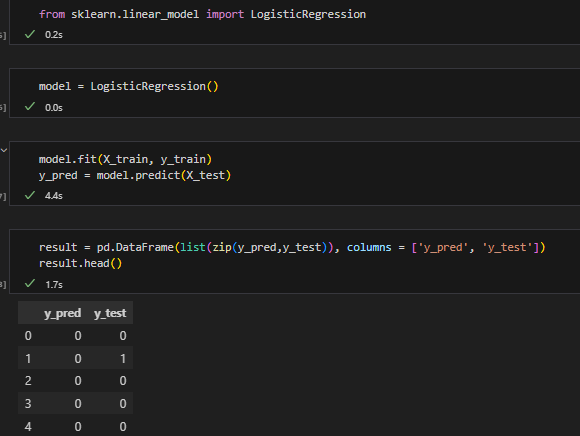 from sklearn.linear_model import LogisticRegression
0.2s
model = LogisticRegression()
0.0s
model.fit(X_train, y_train)
y_pred = model.predict(X_test)
4.4s
result = pd.DataFrame(list(zip(y_pred,y_test)), columns = ['y_pred', 'y_test'])
result.head()
1.7s
y_pred y_test
0 0 0
1 0 1
2 0 0
3 0 0
4 0 0